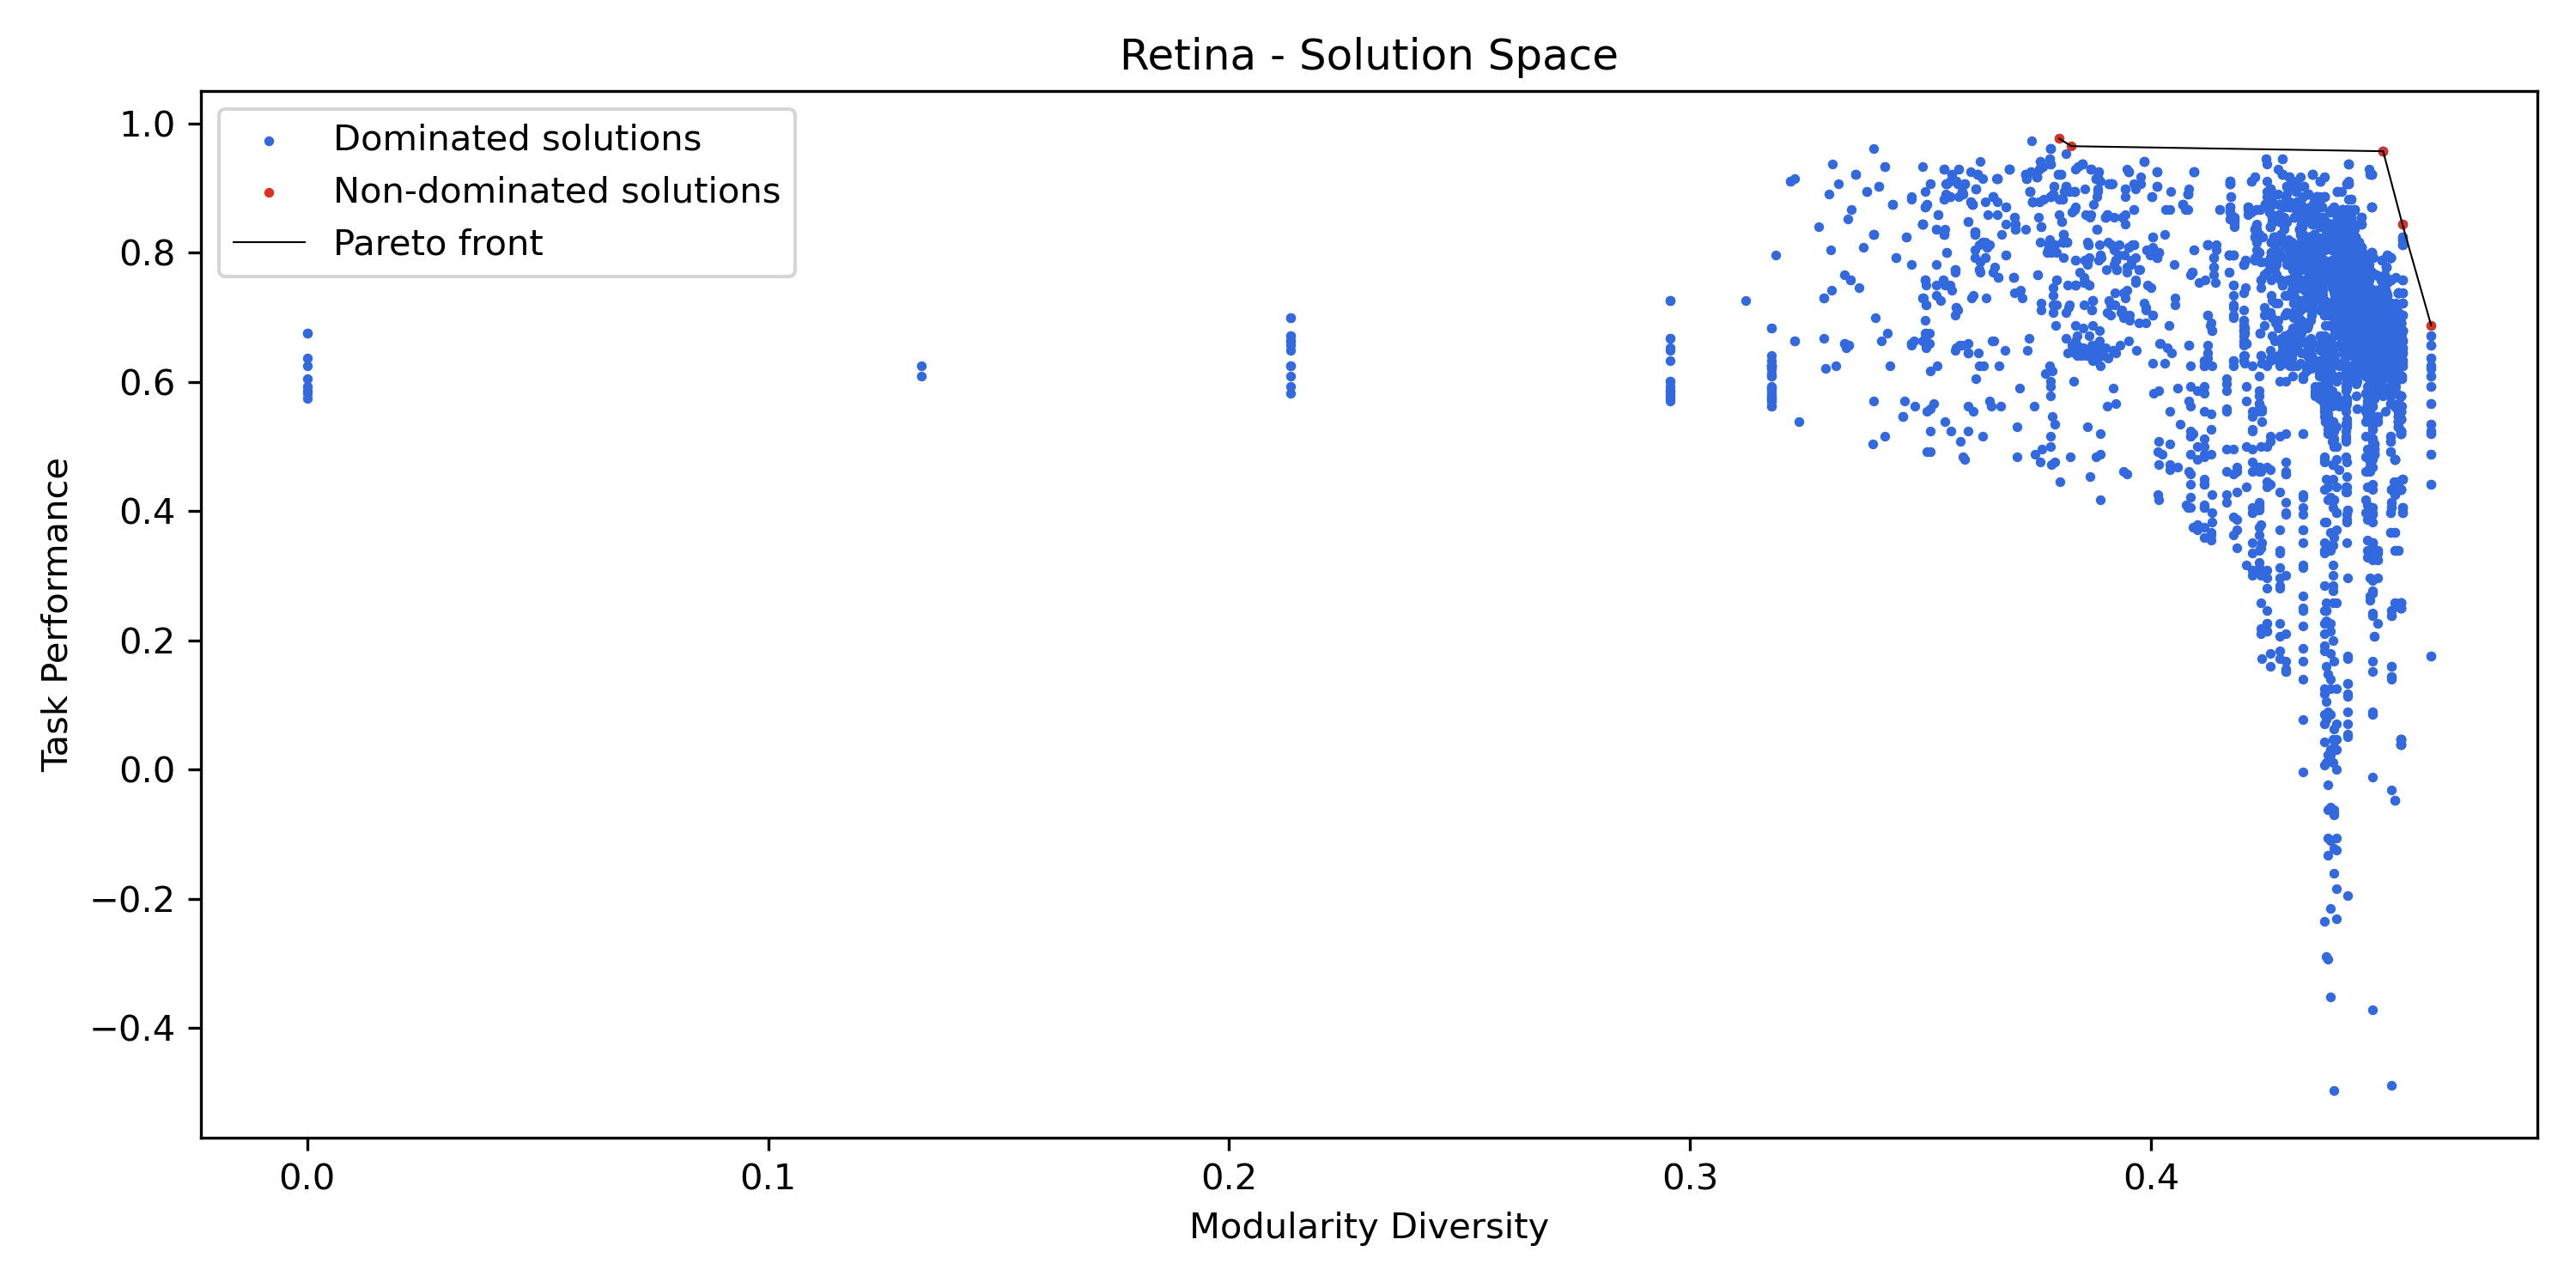 Retina - Solution Space
Dominated solutions
Non-dominated solutions
Pareto front
1.0
0.8
0.6
0.4
0.2
0.0
−0.2
−0.4
Task Performance
0.0
0.1
0.2
0.3
0.4
Modularity Diversity